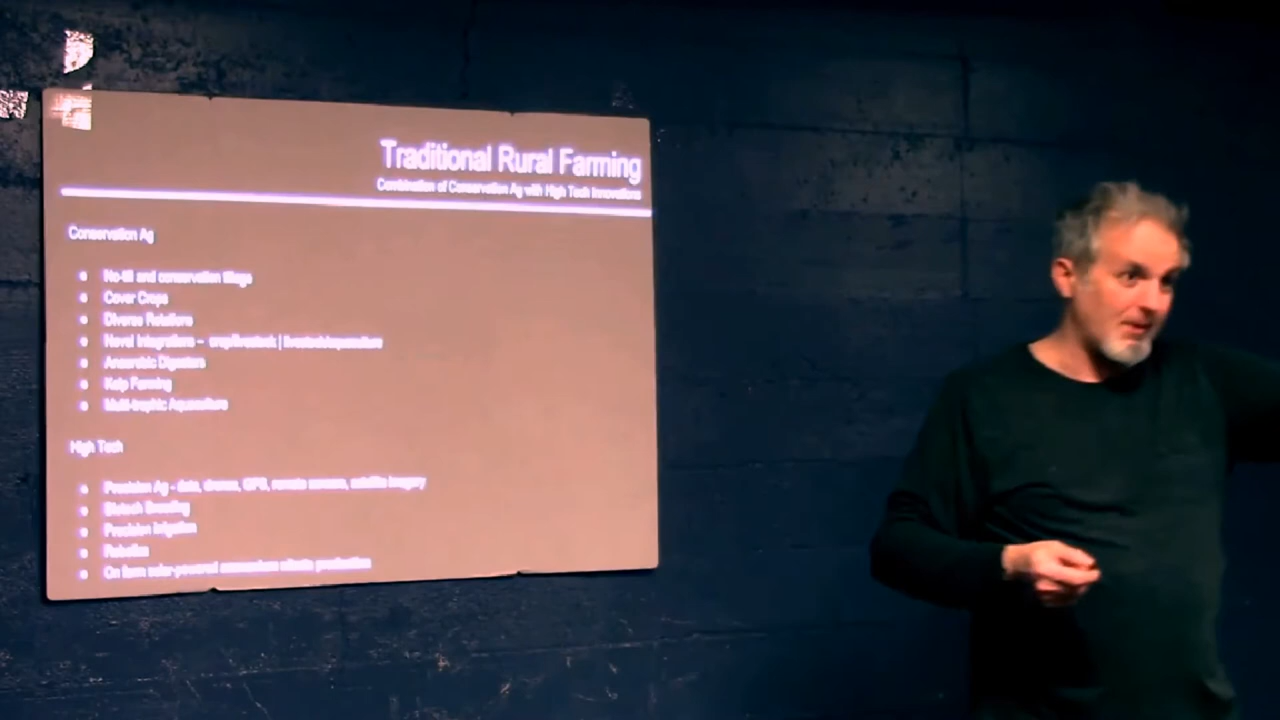 Traditional Rural Farming
Combination of Conservation Ag with High Tech Innovations
Conservation Ag
No-till and conservation tillage
Cover Crops
Diverse Rotations
Novel Integrations – crop/livestock | livestock/aquaculture
Anaerobic Digesters
Kelp Farming
Multi-trophic Aquaculture
High Tech
Precision Ag - data, drones, GPS, remote sensors, satellite imagery
Biotech Breeding
Precision Irrigation
Robotics
On farm solar-powered ammonium nitrate production